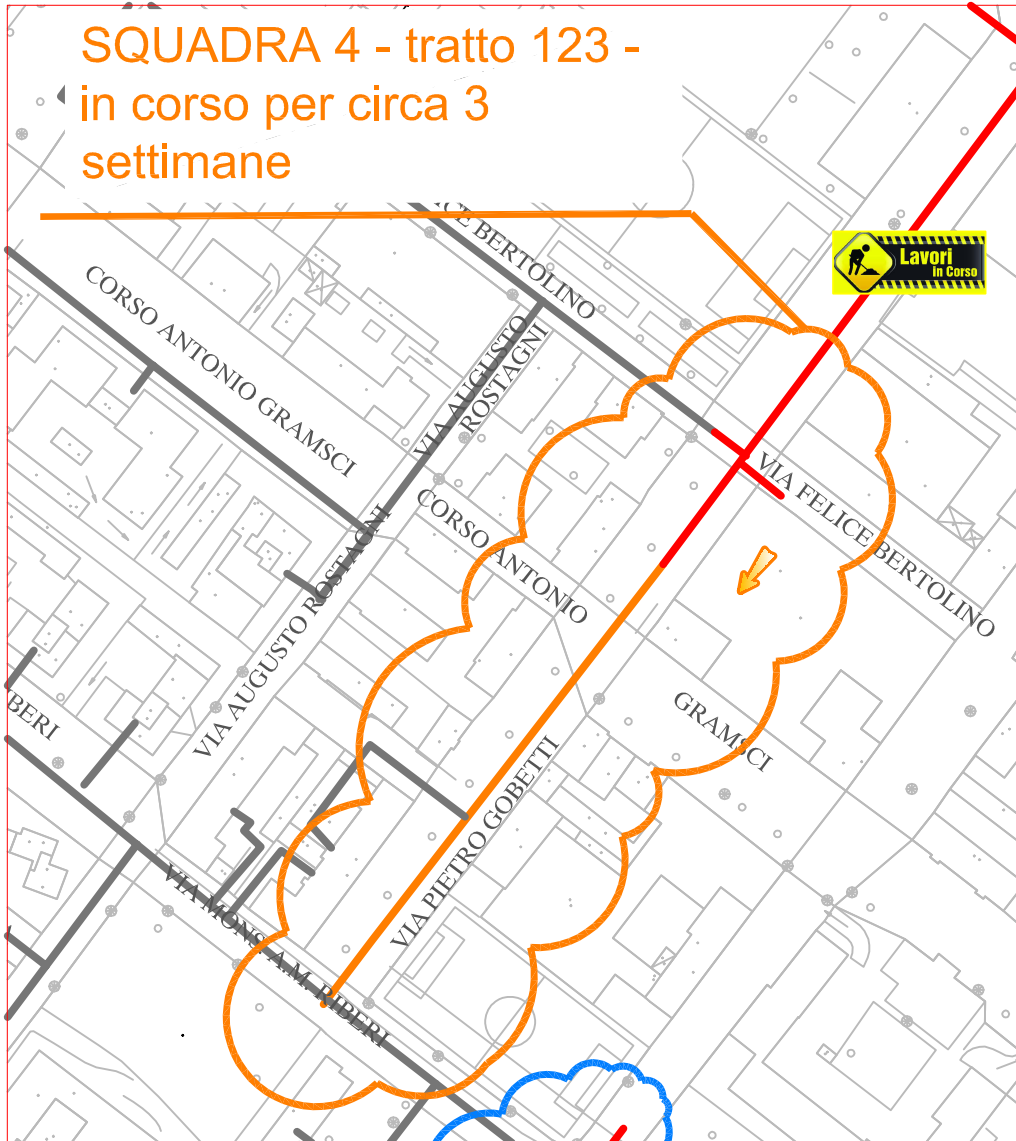 SQUADRA 4 - tratto 123 -
in corso per circa 3
settimane
CE BERTOLINO
Lavori
in Corso
CORSO ANTONIO GRAMSCI
VIA AUGUSTO
ROSTAGNI
VIA FELICE BERTOLINO
CORSO ANTONIO
GRAMSCI
VIA AUGUSTO ROSTAGNI
BERI
VIA PIETRO GOBETTI
VIA MONS. A.M. RIBERI